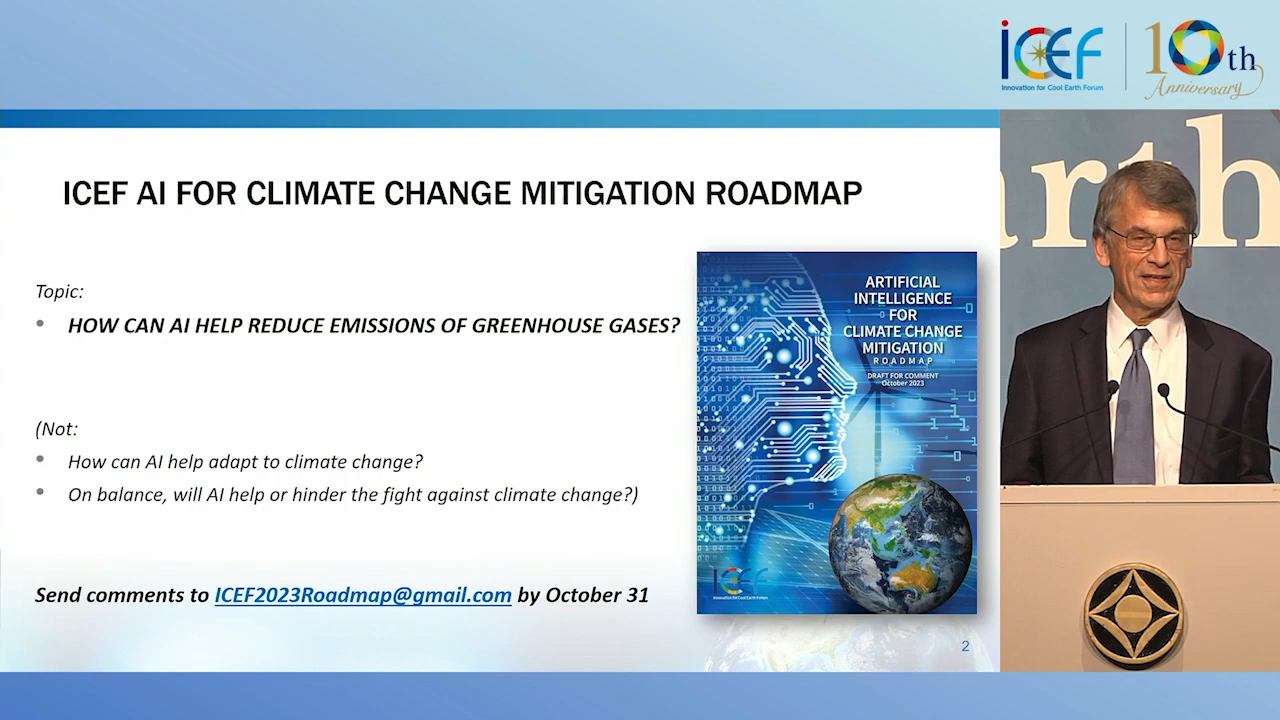 ICEF
Innovation for Cool Earth Forum
10th
Anniversary
arth
ICEF AI FOR CLIMATE CHANGE MITIGATION ROADMAP
Topic:
• HOW CAN AI HELP REDUCE EMISSIONS OF GREENHOUSE GASES?
(Not:
• How can AI help adapt to climate change?
• On balance, will AI help or hinder the fight against climate change?)
Send comments to ICEF2023Roadmap@gmail.com by October 31
ARTIFICIAL
INTELLIGENCE
FOR
CLIMATE CHANGE
MITIGATION
ROADMAP
DRAFT FOR COMMENT
October 2023
ICEF
Innovation for Cool Earth Forum
2